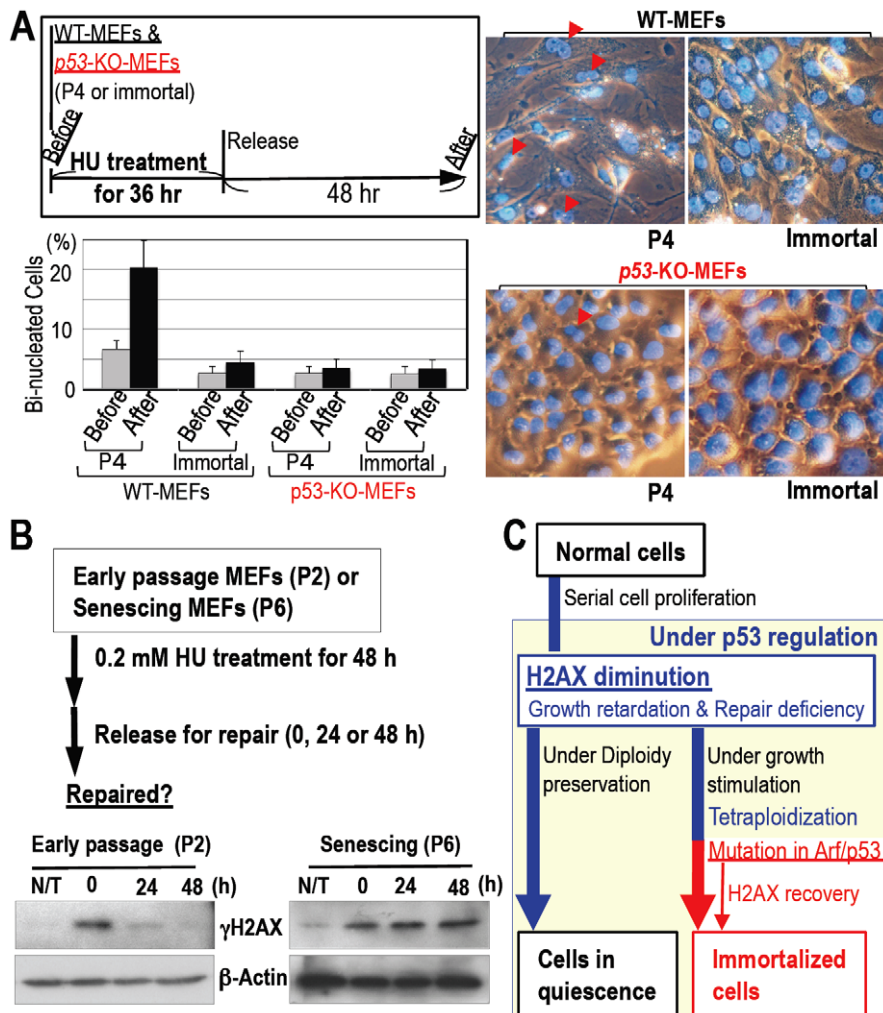 A
WT-MEFs &
p53-KO-MEFs
(P4 or immortal)
Before
HU treatment
for 36 hr
Release
48 hr
After
(%)
20
10
0
Bi-nucleated Cells
Before
After
Before
After
Before
After
Before
After
P4
Immortal
P4
Immortal
WT-MEFs
p53-KO-MEFs
WT-MEFs
P4
Immortal
p53-KO-MEFs
P4
Immortal
B
Early passage MEFs (P2) or
Senescing MEFs (P6)
0.2 mM HU treatment for 48 h
Release for repair (0, 24 or 48 h)
Repaired?
Early passage (P2)
N/T 0 24 48 (h)
Senescing (P6)
N/T 0 24 48 (h)
γH2AX
β-Actin
C
Normal cells
Serial cell proliferation
Under p53 regulation
H2AX diminution
Growth retardation & Repair deficiency
Under Diploidy
preservation
Under growth
stimulation
Tetraploidization
Mutation in Arf/p53
H2AX recovery
Cells in
quiescence
Immortalized
cells